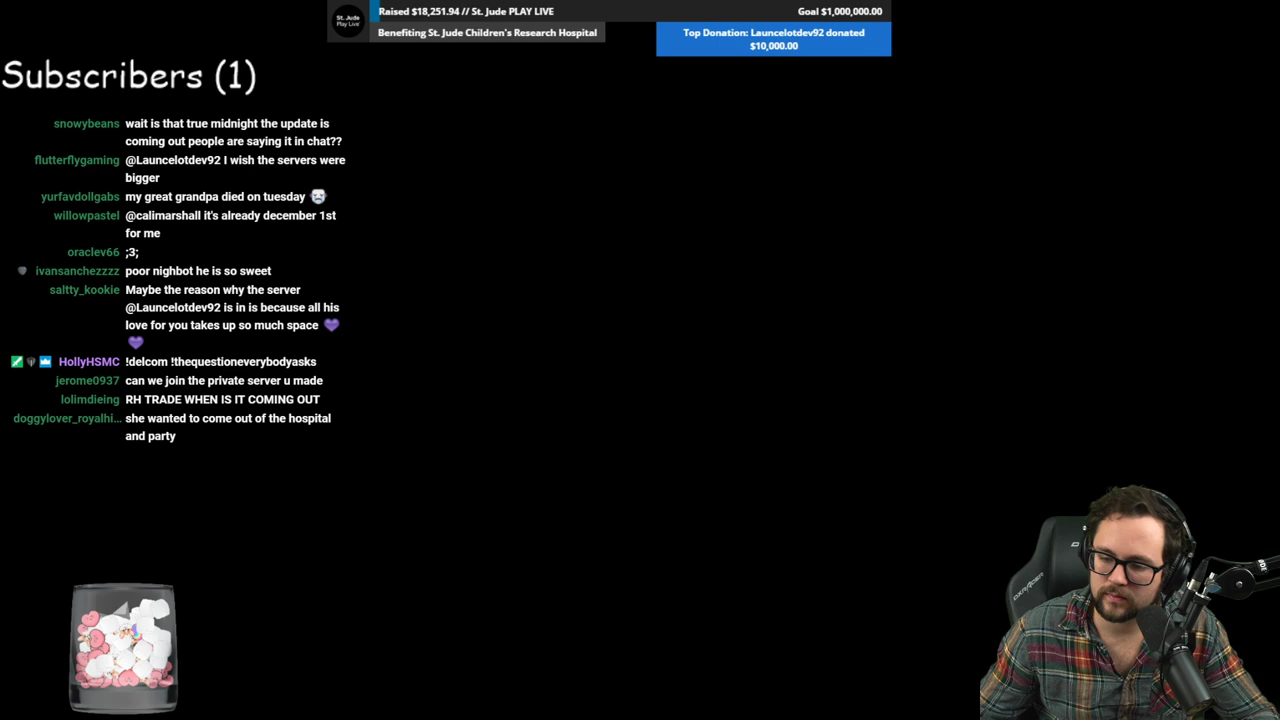 St. Jude
Play Live
Raised $18,251.94 // St. Jude PLAY LIVE
Goal $1,000,000.00
Benefiting St. Jude Children's Research Hospital
Top Donation: Launcelotdev92 donated
$10,000.00
Subscribers (1)
snowybeans wait is that true midnight the update is
coming out people are saying it in chat??
flutterflygaming @Launcelotdev92 I wish the servers were
bigger
yurfavdollgabs my great grandpa died on tuesday
willowpastel @calimarshall it's already december 1st
for me
oraclev66 ;3;
ivansanchezzzz poor nighbot he is so sweet
saltty_kookie Maybe the reason why the server
@Launcelotdev92 is in is because all his
love for you takes up so much space
HollyHSMC !delcom !thequestioneverybodyasks
jerome0937 can we join the private server u made
lolimdieing RH TRADE WHEN IS IT COMING OUT
doggylover_royalhi... she wanted to come out of the hospital
and party